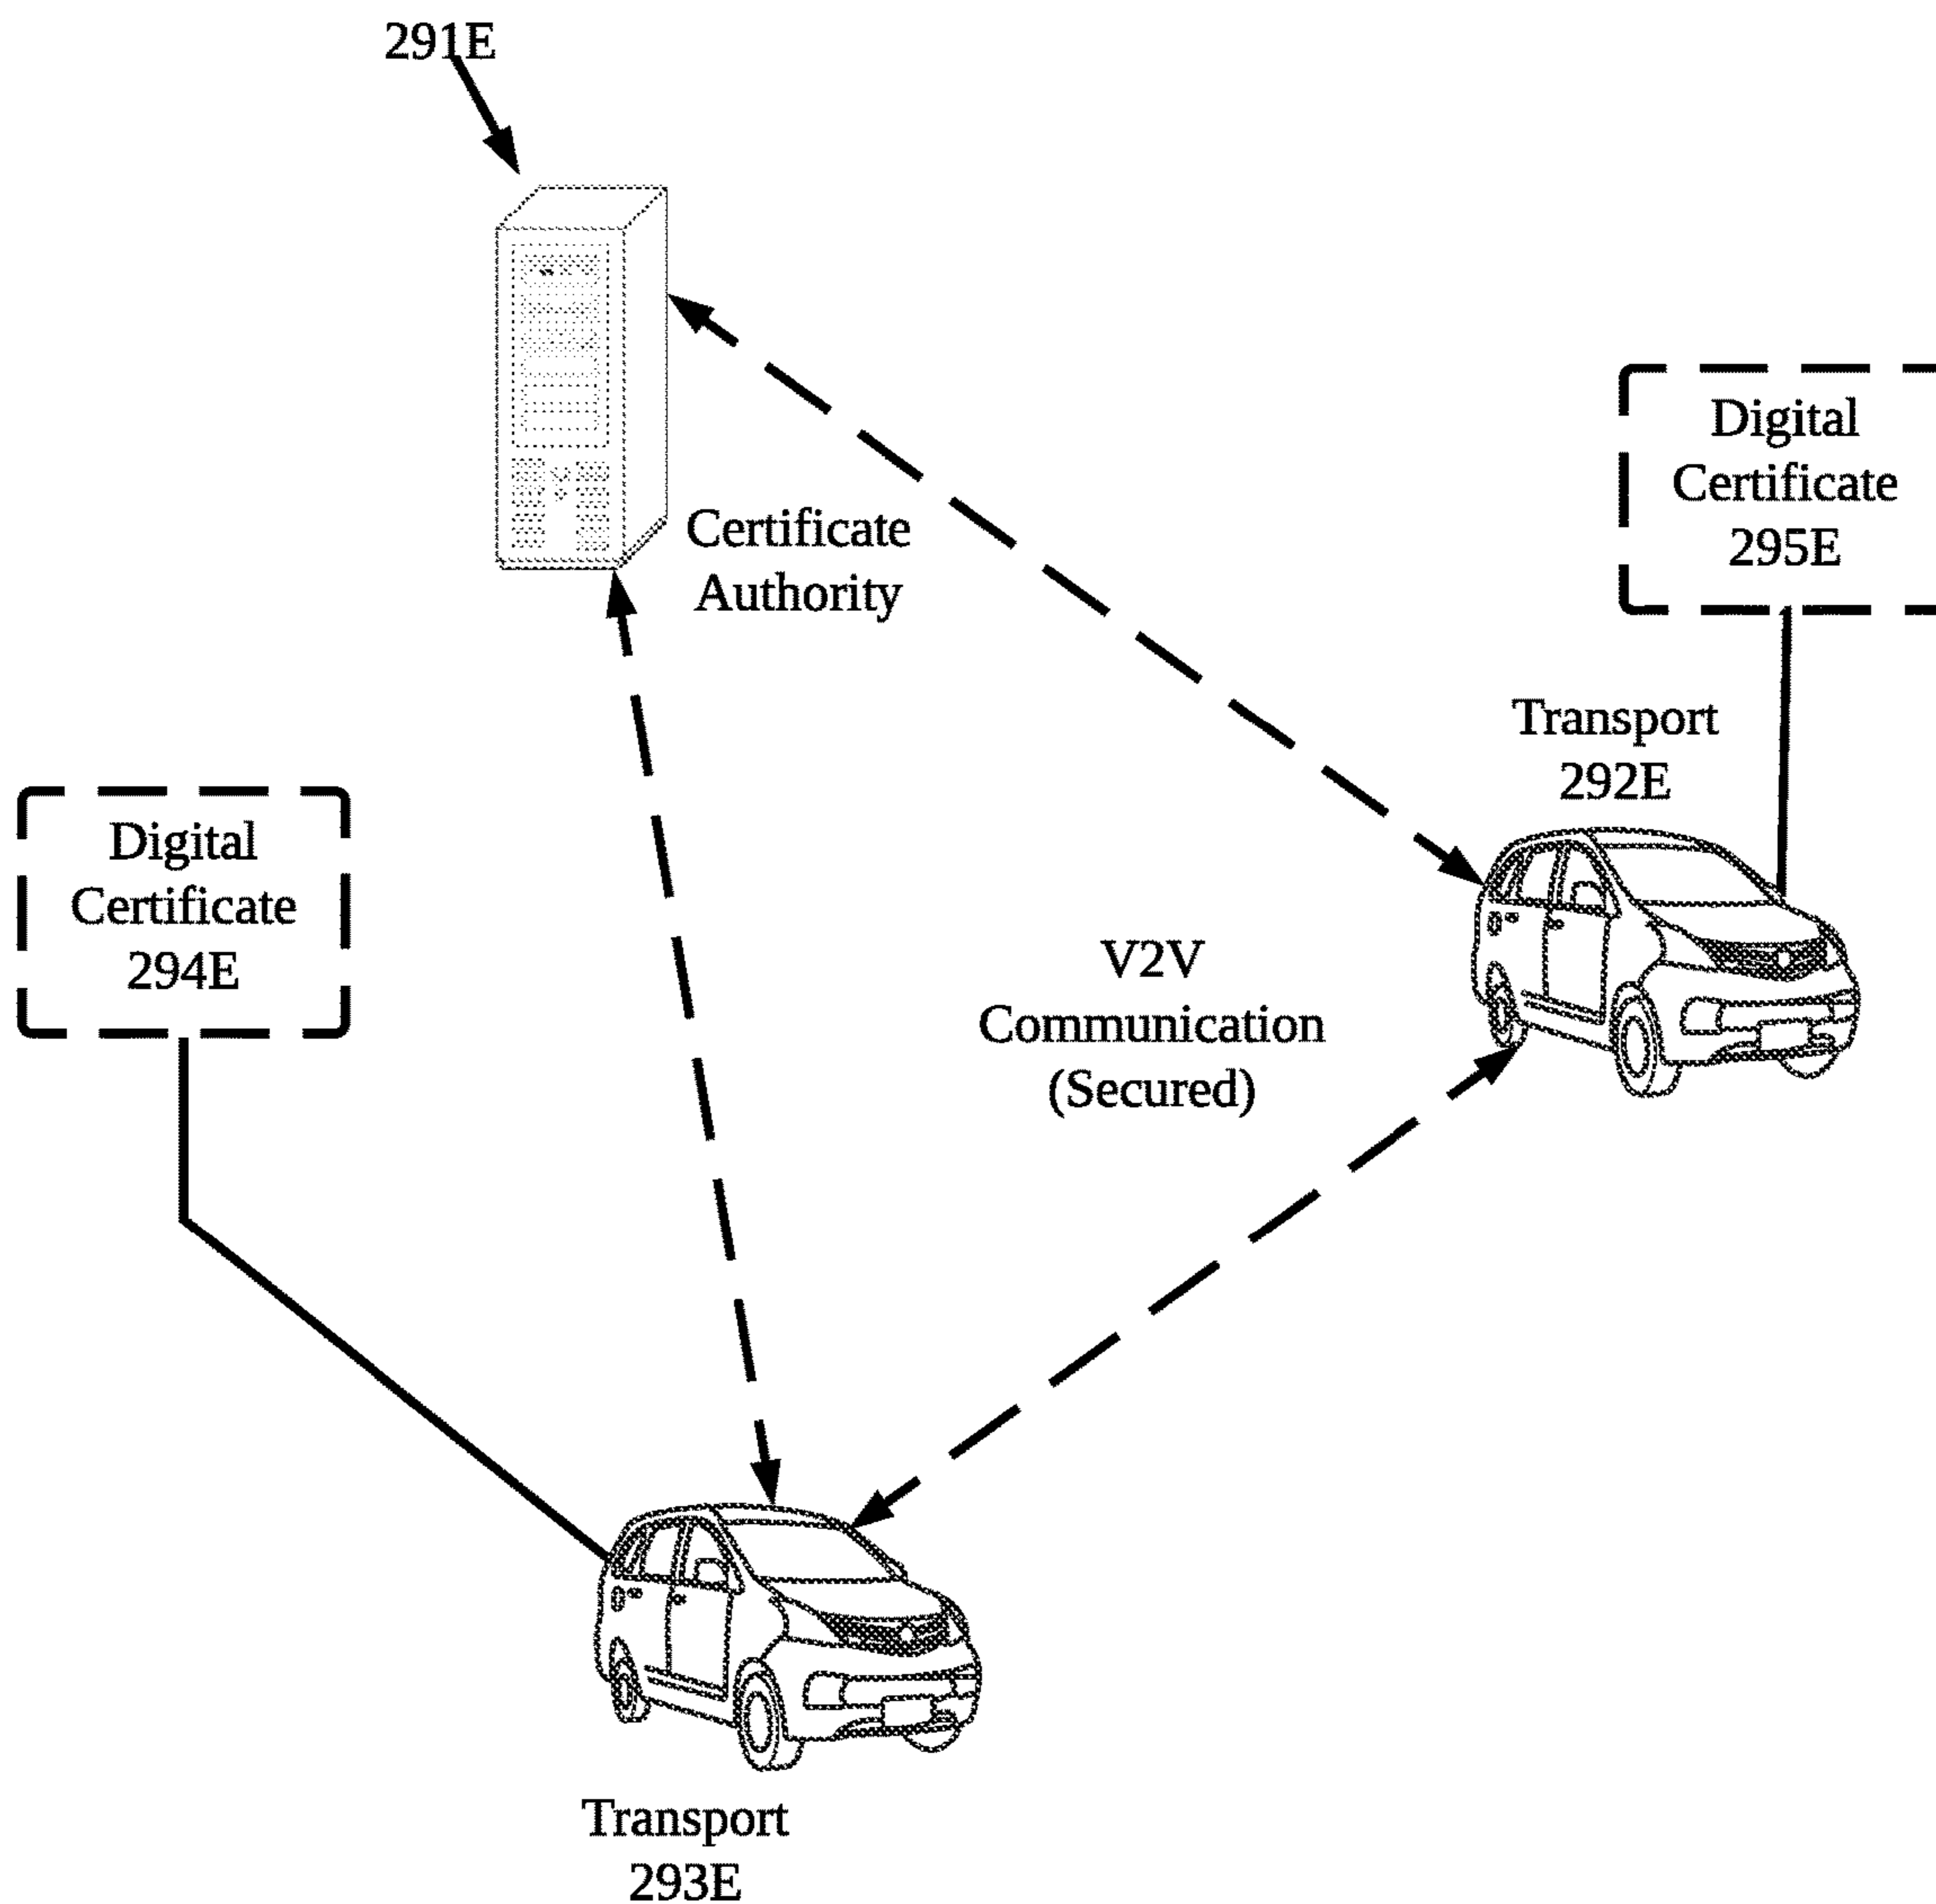 291E
Certificate
Authority
Digital
Certificate
295E
Transport
292E
Digital
Certificate
294E
V2V
Communication
(Secured)
Transport
293E